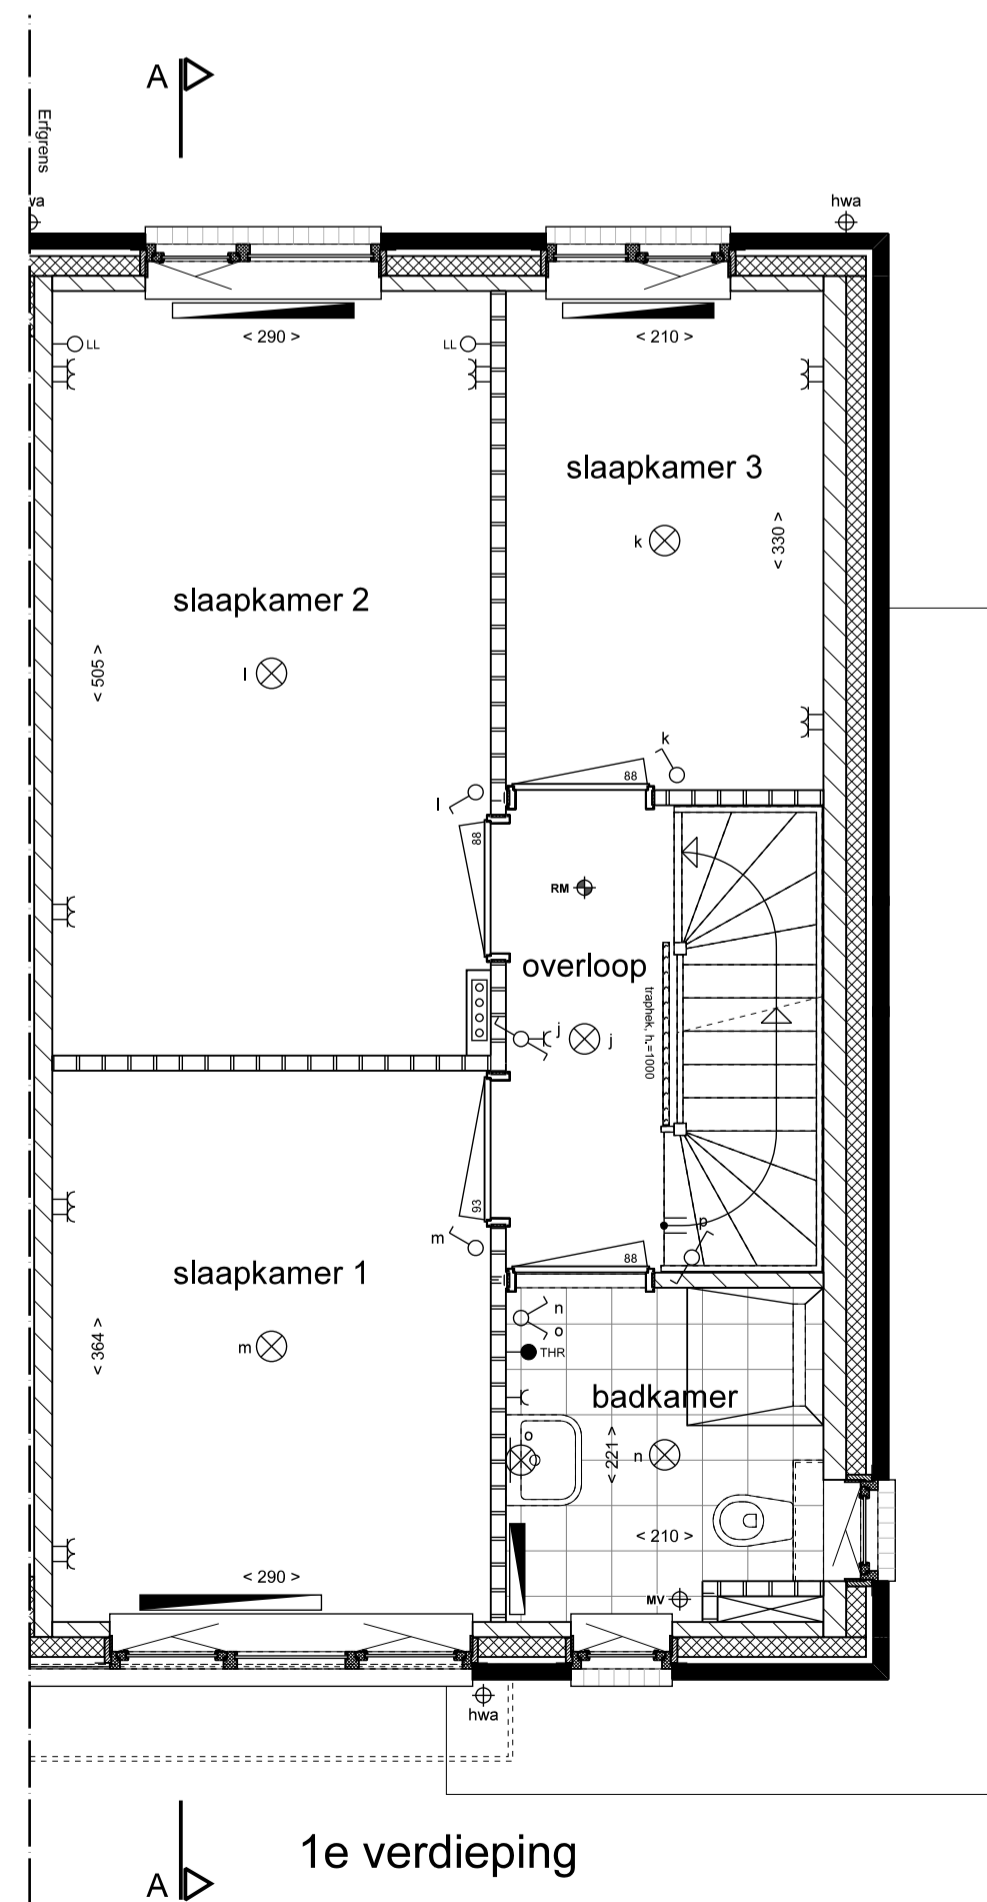 A
Erfgrens
wa
hwa
< 290 >
< 210 >
LL
LL
slaapkamer 3
k
< 330 >
slaapkamer 2
l
< 505 >
k
88
l
88
RM
overloop
traphek, h.=1000
j
j
93
p
m
88
slaapkamer 1
n
o
THR
m
< 364 >
badkamer
o
< 221 >
n
< 210 >
< 290 >
MV
hwa
1e verdieping
A